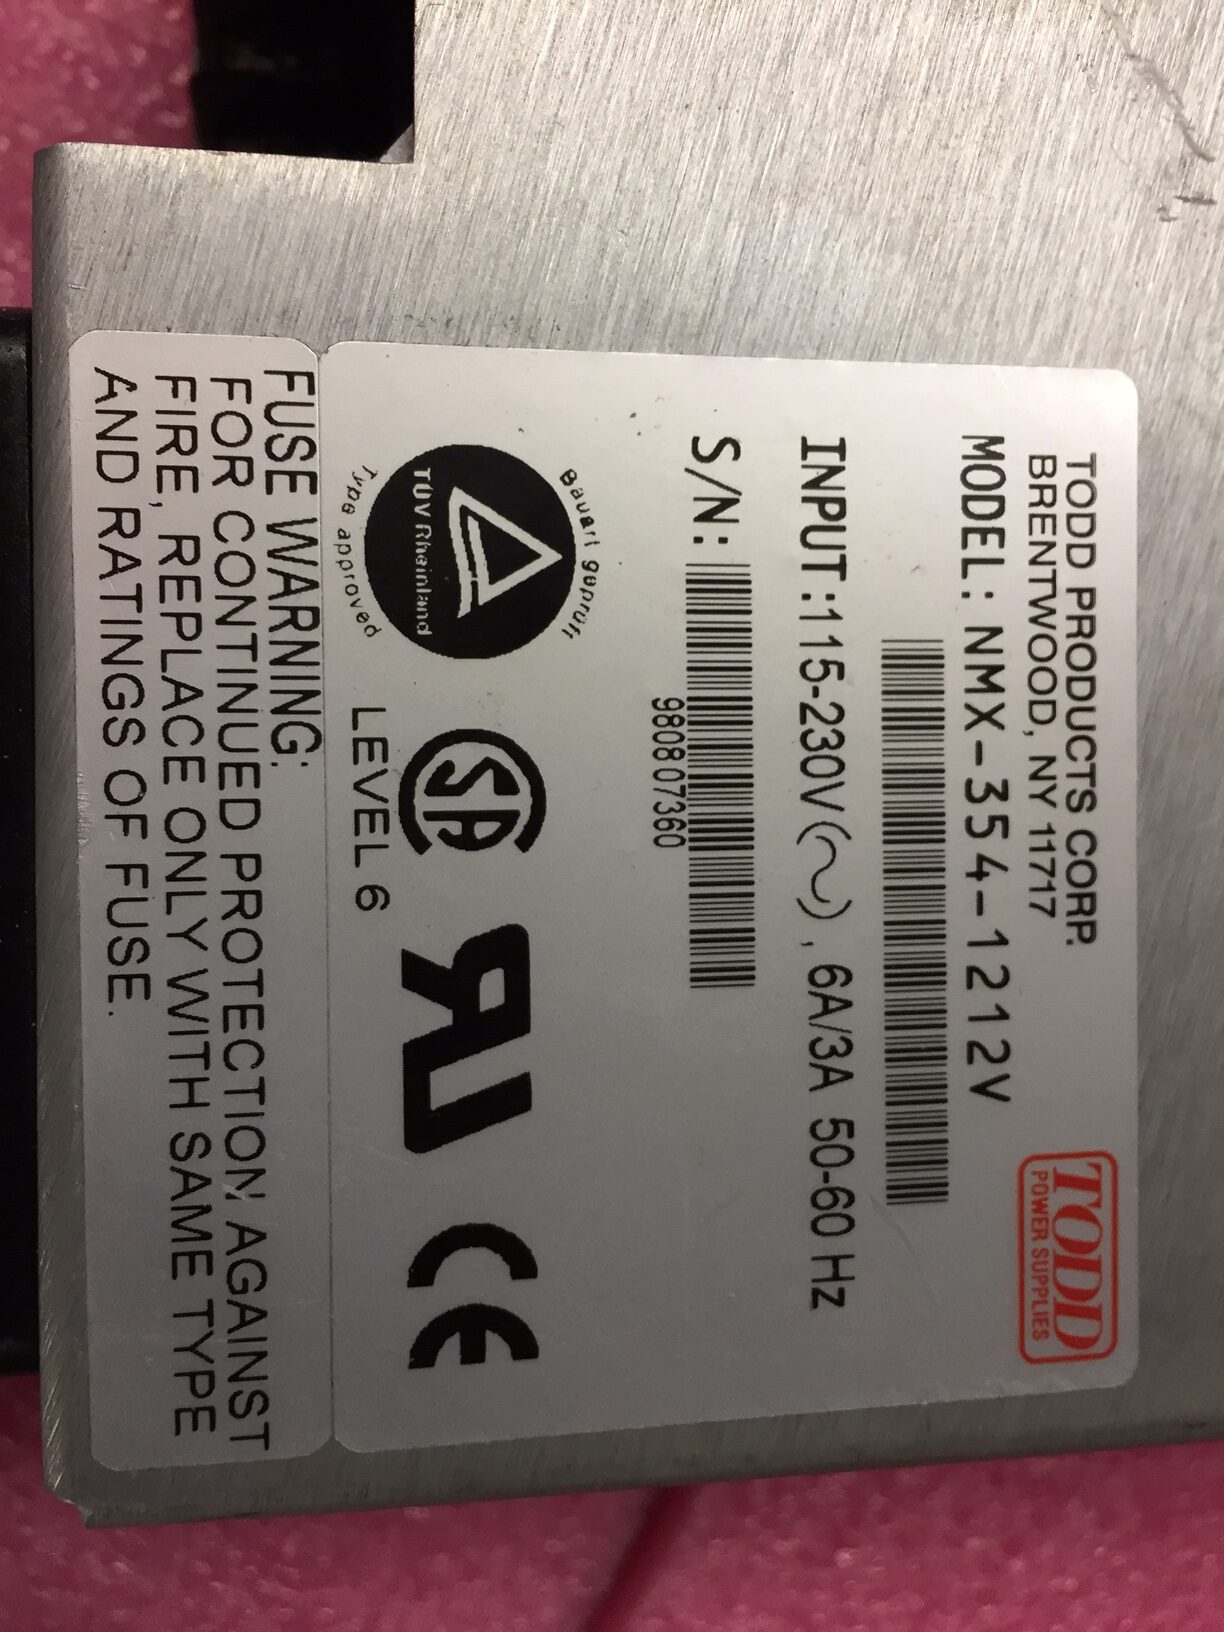 TODD PRODUCTS CORP.
BRENTWOOD, NY 11717
TODD
POWER SUPPLIES
MODEL: NMX-354-1212V
INPUT:115-230V(~), 6A/3A 50-60 Hz
S/N:
980807360
Bauart geprüft
TÜV Rheinland
Type approved
LEVEL 6
SA
RU
CE
FUSE WARNING:
FOR CONTINUED PROTECTION AGAINST
FIRE, REPLACE ONLY WITH SAME TYPE
AND RATINGS OF FUSE.